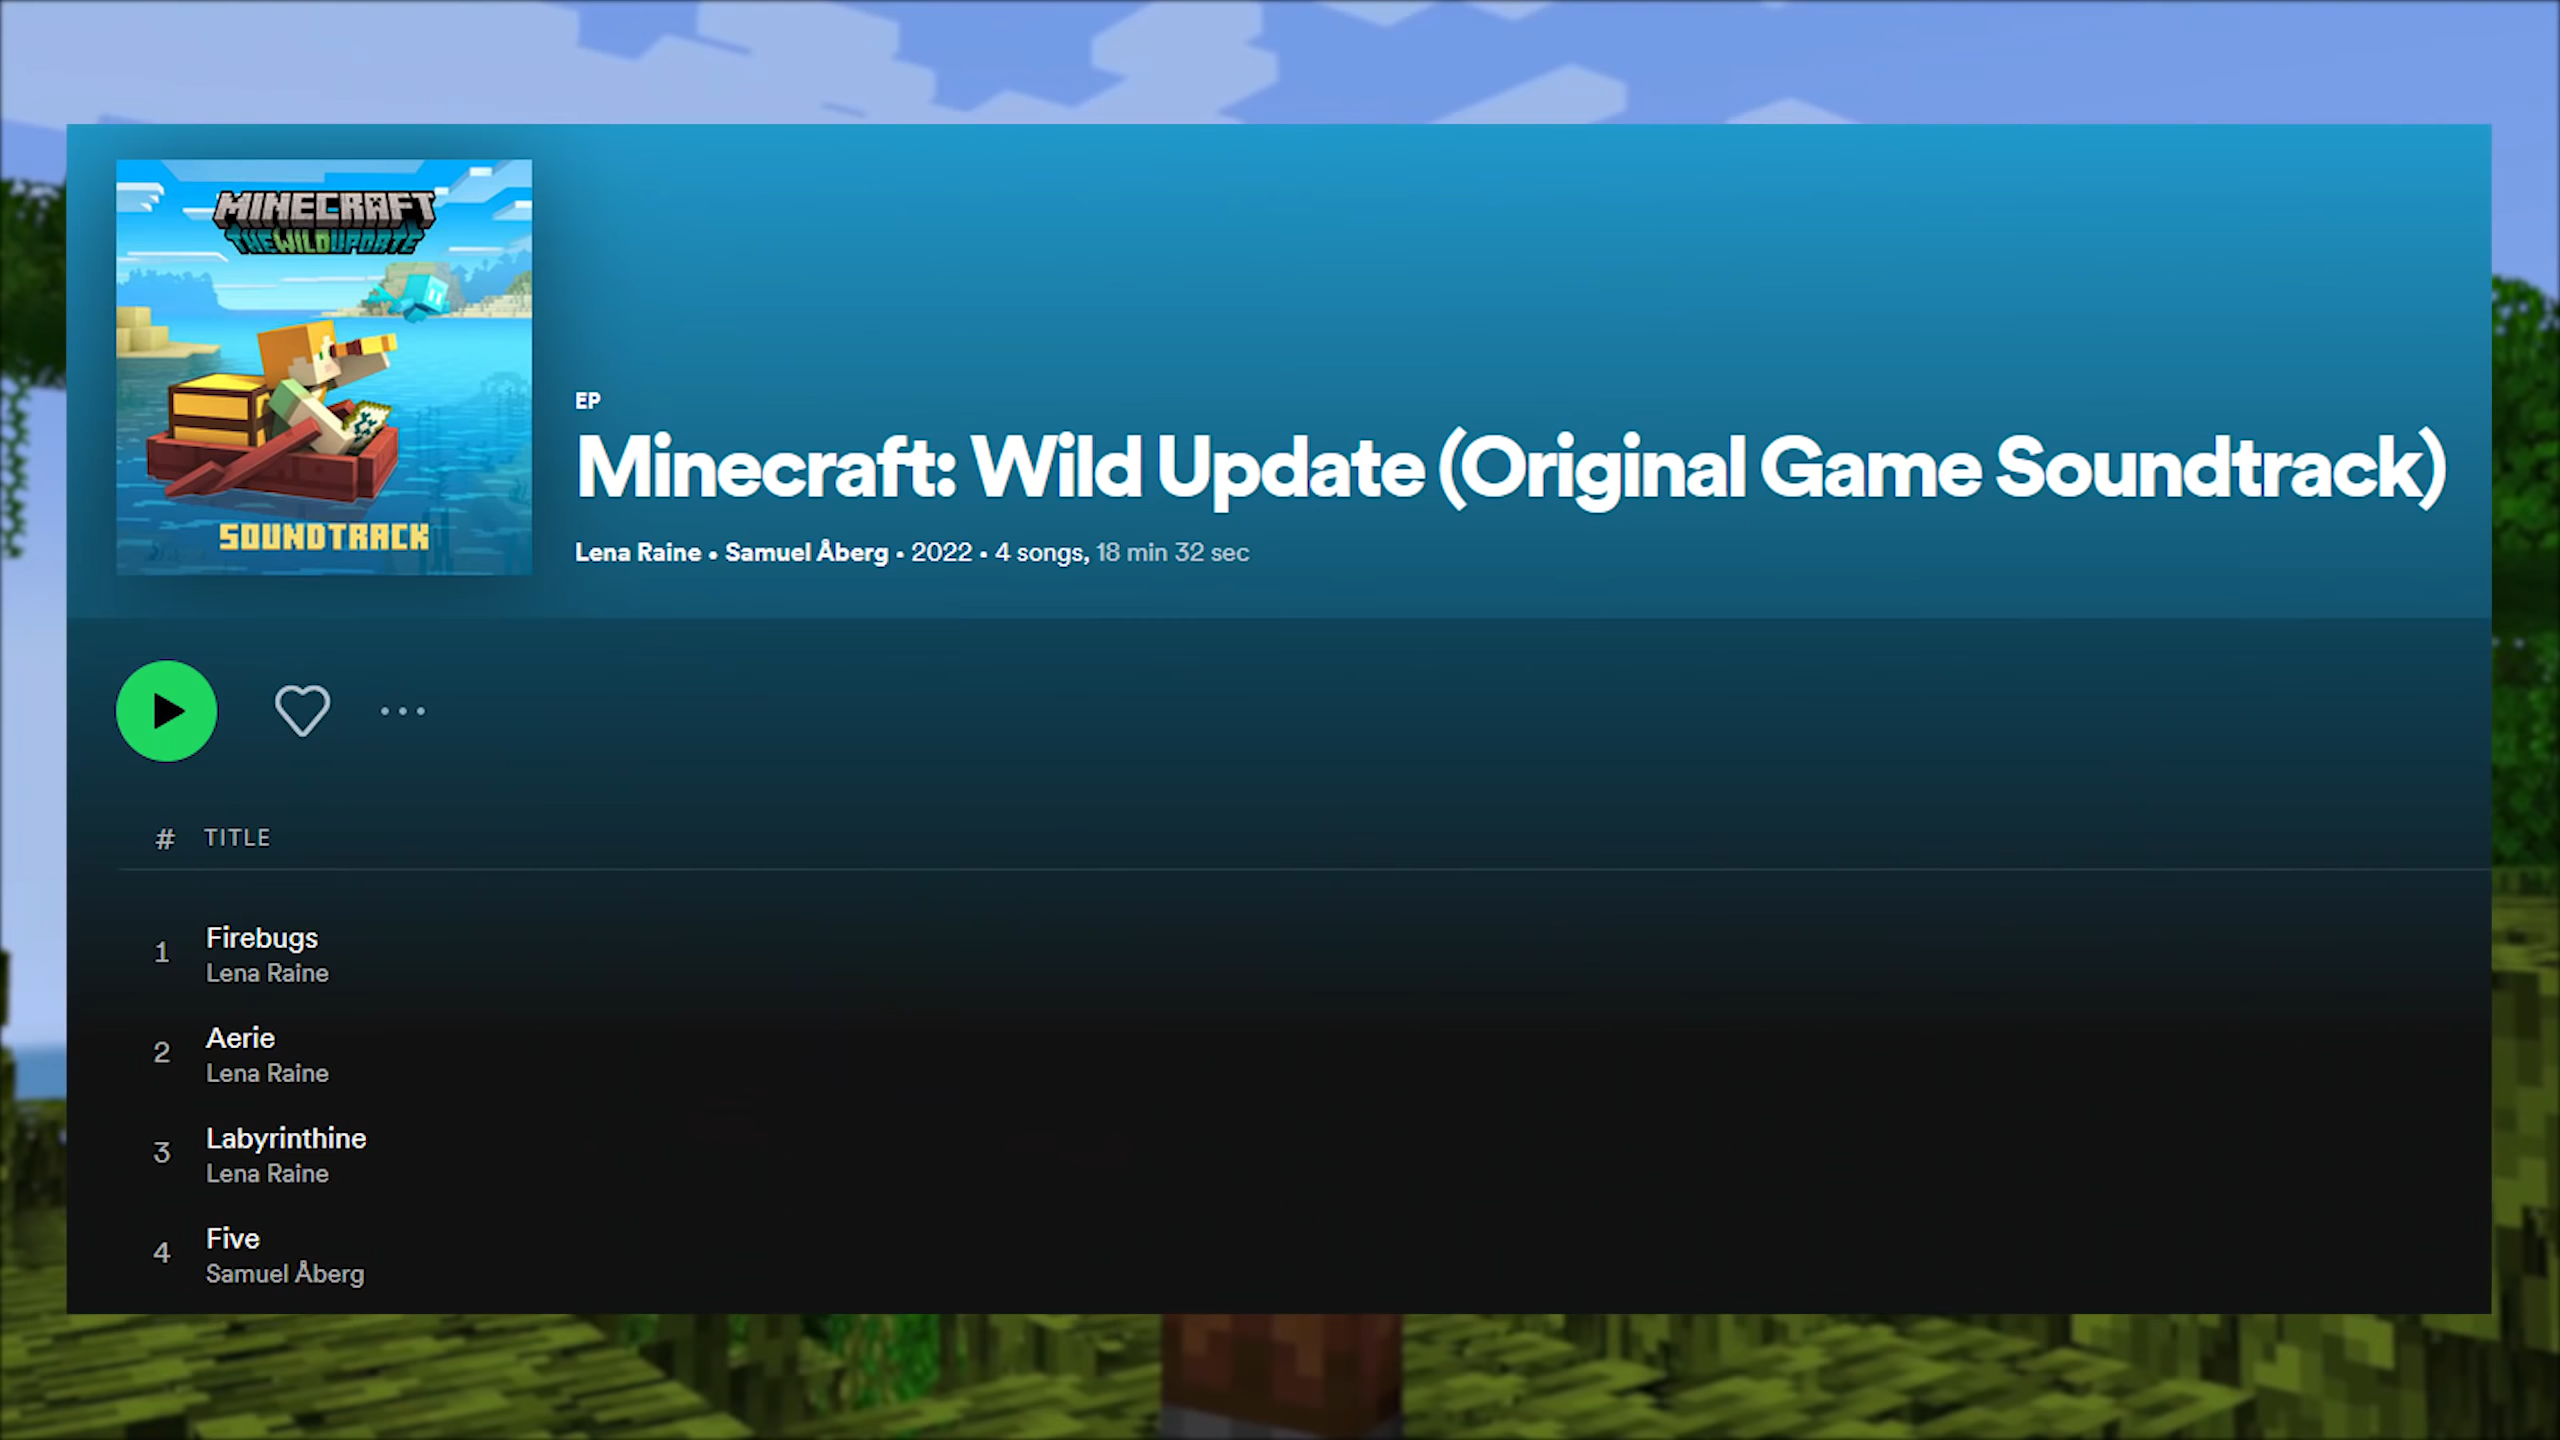 MINECRAFT
THE WILD UPDATE
SOUNDTRACK
EP
Minecraft: Wild Update (Original Game Soundtrack)
Lena Raine • Samuel Åberg • 2022 • 4 songs, 18 min 32 sec
# TITLE
1 Firebugs
Lena Raine
2 Aerie
Lena Raine
3 Labyrinthine
Lena Raine
4 Five
Samuel Åberg